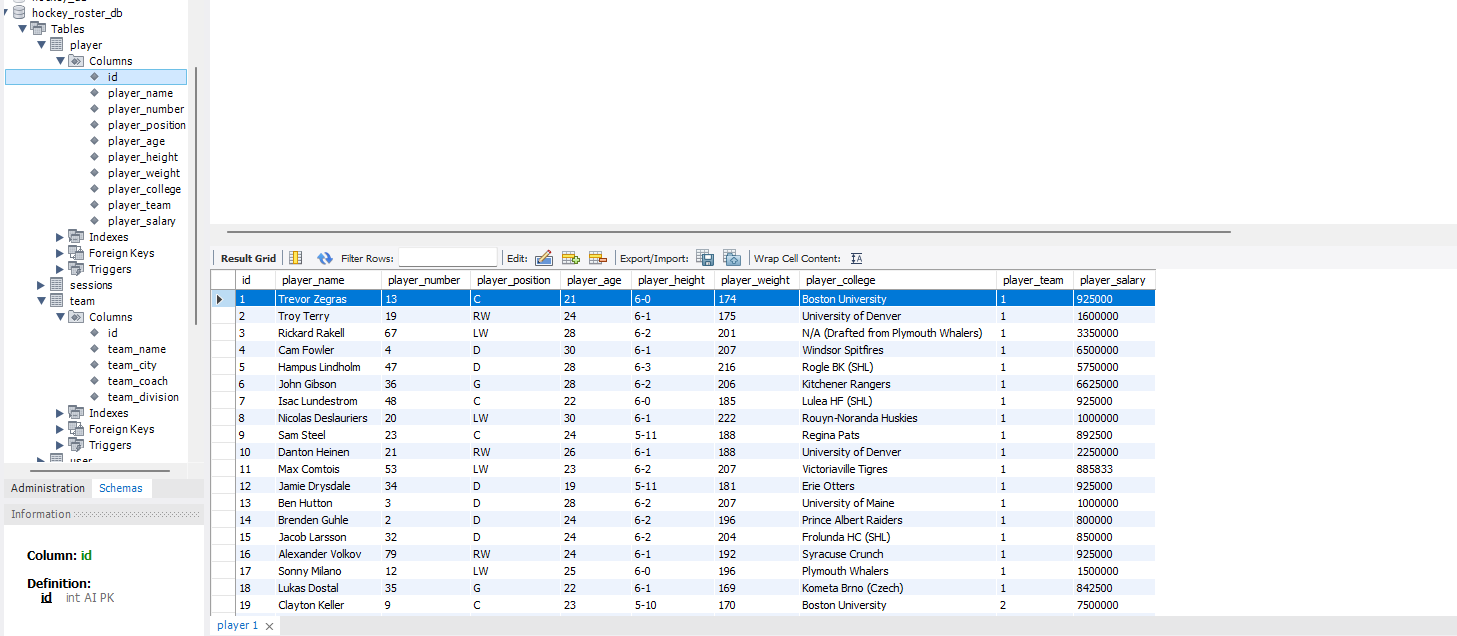 hockey_roster_db
Tables
player
Columns
id
player_name
player_number
player_position
player_age
player_height
player_weight
player_college
player_team
player_salary
Indexes
Foreign Keys
Triggers
sessions
team
Columns
id
team_name
team_city
team_coach
team_division
Indexes
Foreign Keys
Triggers
user
Administration Schemas
Information
Column: id
Definition:
id int AI PK
Result Grid Filter Rows: Edit: Export/Import: Wrap Cell Content: IA
id player_name player_number player_position player_age player_height player_weight player_college player_team player_salary
1 Trevor Zegras 13 C 21 6-0 174 Boston University 1 925000
2 Troy Terry 19 RW 24 6-1 175 University of Denver 1 1600000
3 Rickard Rakell 67 LW 28 6-2 201 N/A (Drafted from Plymouth Whalers) 1 3350000
4 Cam Fowler 4 D 30 6-1 207 Windsor Spitfires 1 6500000
5 Hampus Lindholm 47 D 28 6-3 216 Rogle BK (SHL) 1 5750000
6 John Gibson 36 G 28 6-2 206 Kitchener Rangers 1 6625000
7 Isac Lundestrom 48 C 22 6-0 185 Lulea HF (SHL) 1 925000
8 Nicolas Deslauriers 20 LW 30 6-1 222 Rouyn-Noranda Huskies 1 1000000
9 Sam Steel 23 C 24 5-11 188 Regina Pats 1 892500
10 Danton Heinen 21 RW 26 6-1 188 University of Denver 1 2250000
11 Max Comtois 53 LW 23 6-2 207 Victoriaville Tigres 1 885833
12 Jamie Drysdale 34 D 19 5-11 181 Erie Otters 1 925000
13 Ben Hutton 3 D 28 6-2 207 University of Maine 1 1000000
14 Brenden Guhle 2 D 24 6-2 196 Prince Albert Raiders 1 800000
15 Jacob Larsson 32 D 24 6-2 204 Frolunda HC (SHL) 1 850000
16 Alexander Volkov 79 RW 24 6-1 192 Syracuse Crunch 1 925000
17 Sonny Milano 12 LW 25 6-0 196 Plymouth Whalers 1 1500000
18 Lukas Dostal 35 G 22 6-1 169 Kometa Brno (Czech) 1 842500
19 Clayton Keller 9 C 23 5-10 170 Boston University 2 7500000
player 1